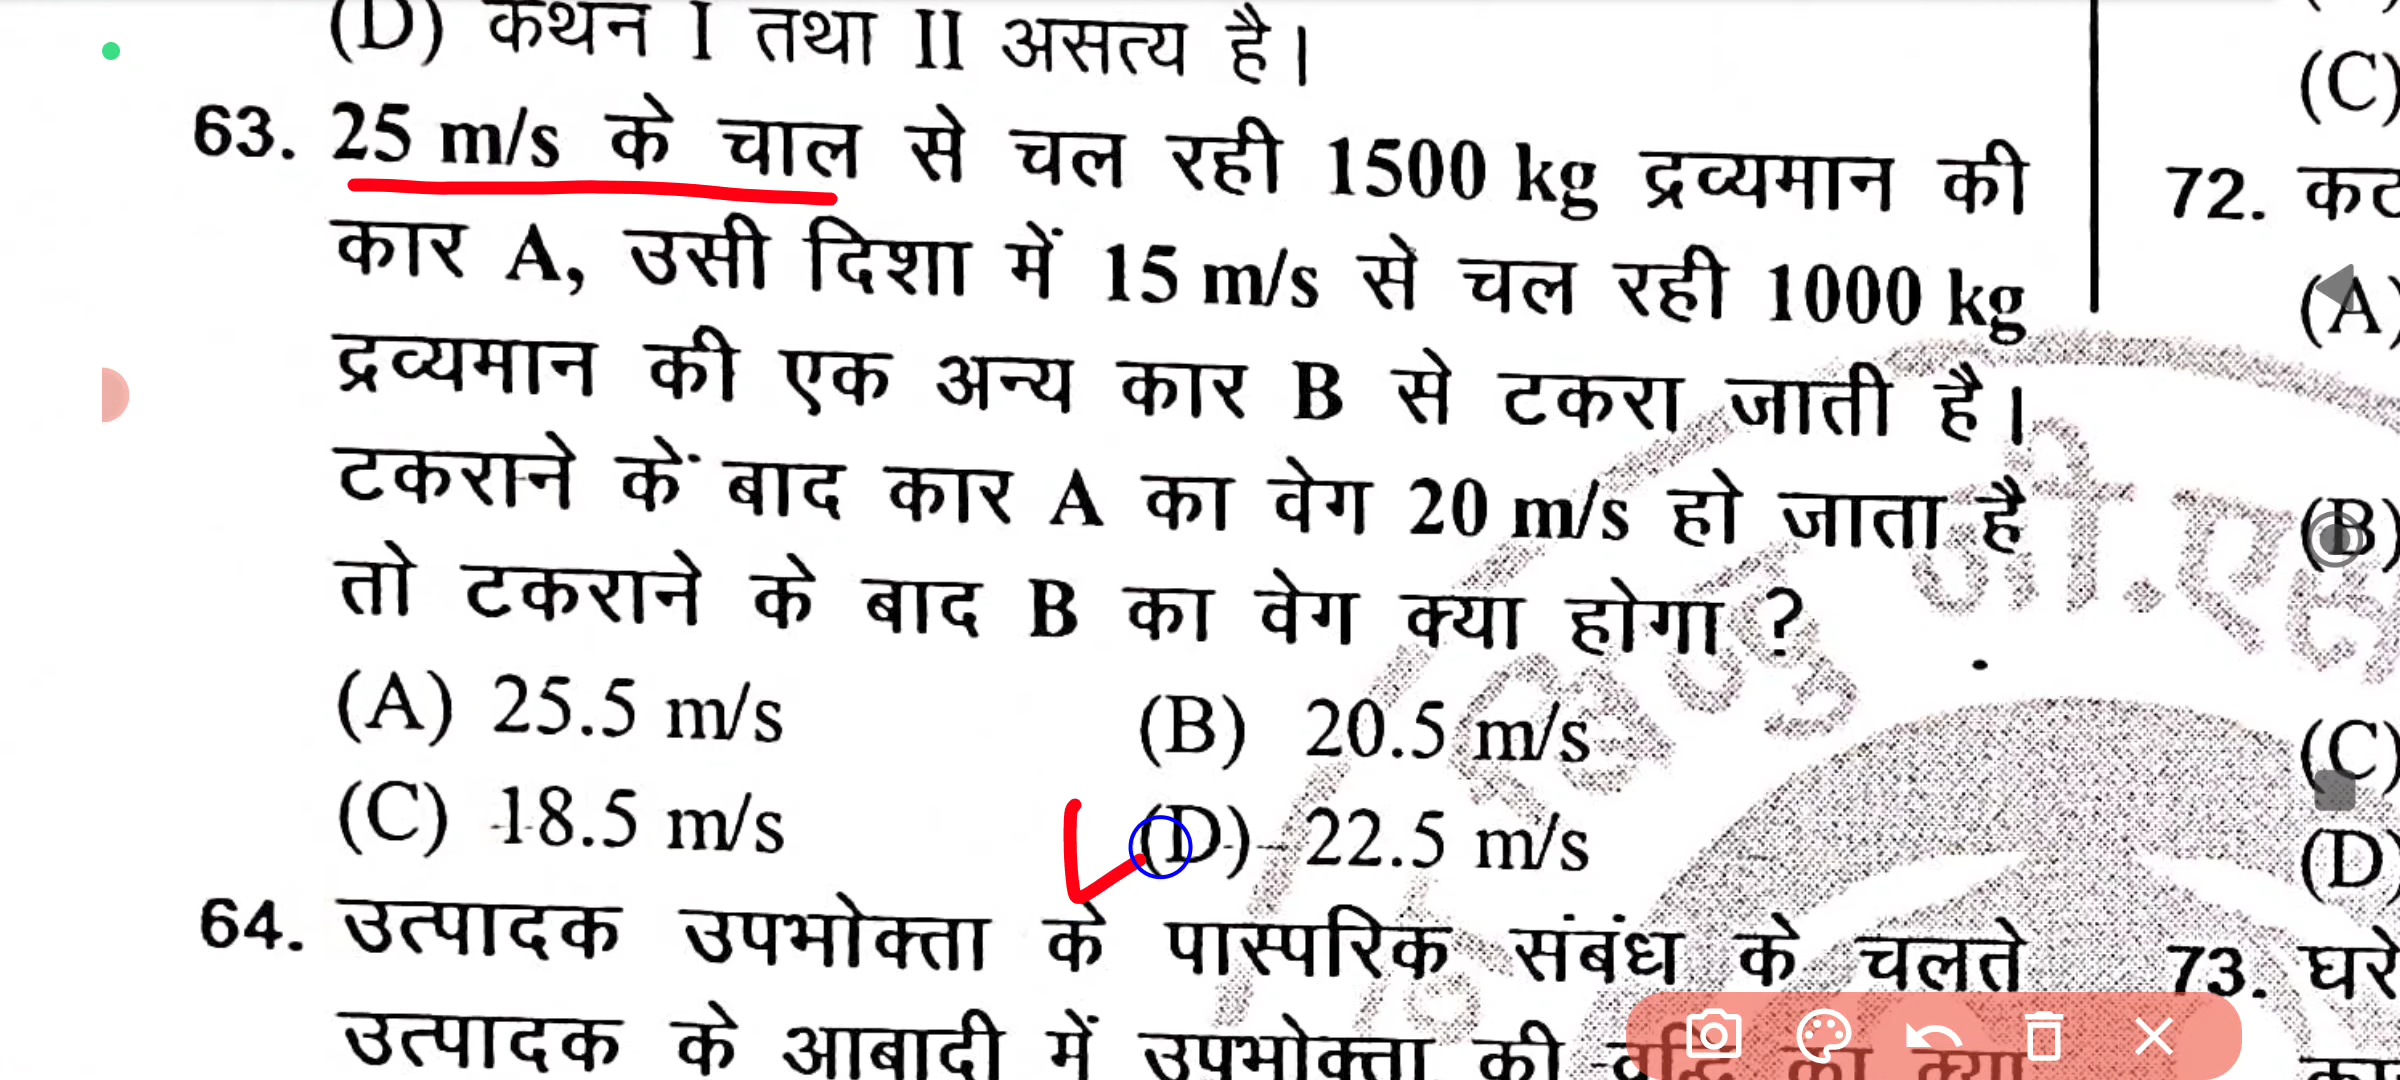 (D) कथन I तथा II असत्य है।
63. 25 m/s के चाल से चल रही 1500 kg द्रव्यमान की
कार A, उसी दिशा में 15 m/s से चल रही 1000 kg
द्रव्यमान की एक अन्य कार B से टकरा जाती है।
टकराने कें बाद कार A का वेग 20 m/s हो जाता है
तो टकराने के बाद B का वेग क्या होगा ?
(A) 25.5 m/s (B) 20.5 m/s
(C) 18.5 m/s (D) 22.5 m/s
64. उत्पादक उपभोक्ता के पास्परिक संबंध के चलते
उत्पादक के आबादी में उपभोक्ता की
(C)
72.
(A)
(B)
(C)
(D)
73. घरे
जी.एस